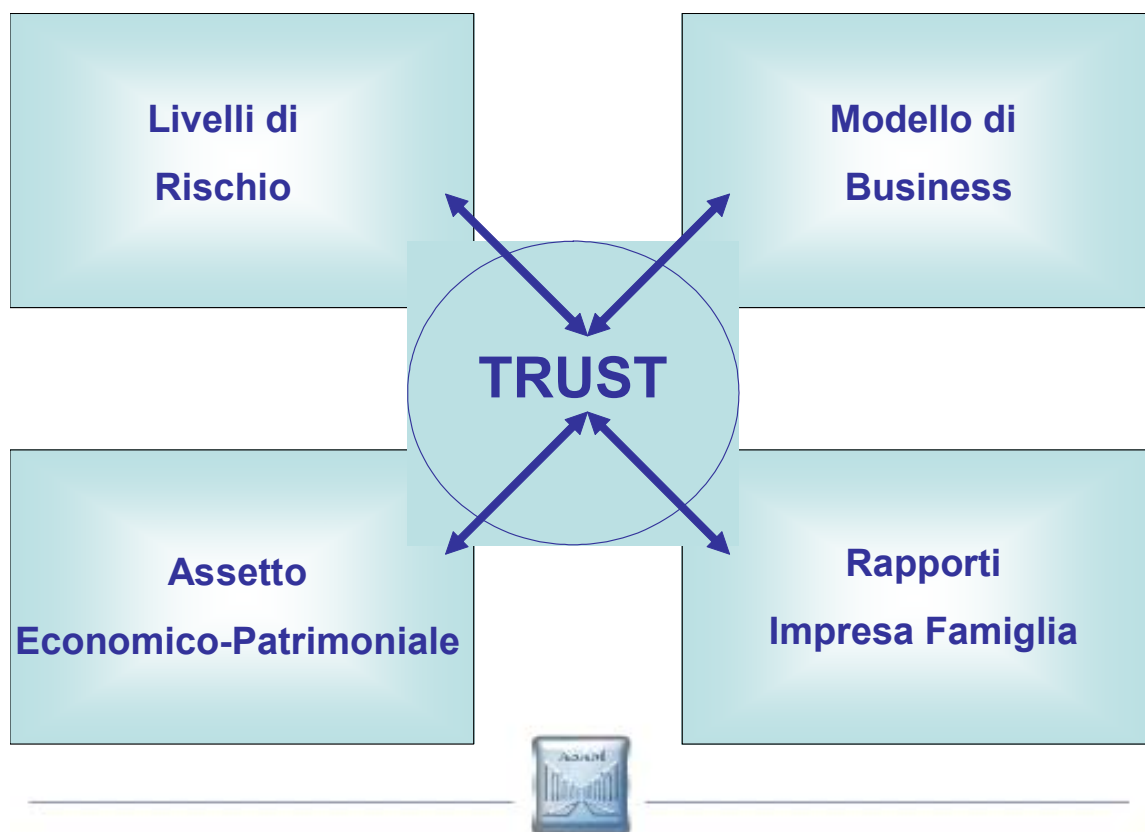 Livelli di
Rischio
Modello di
Business
TRUST
Assetto
Economico-Patrimoniale
Rapporti
Impresa Famiglia